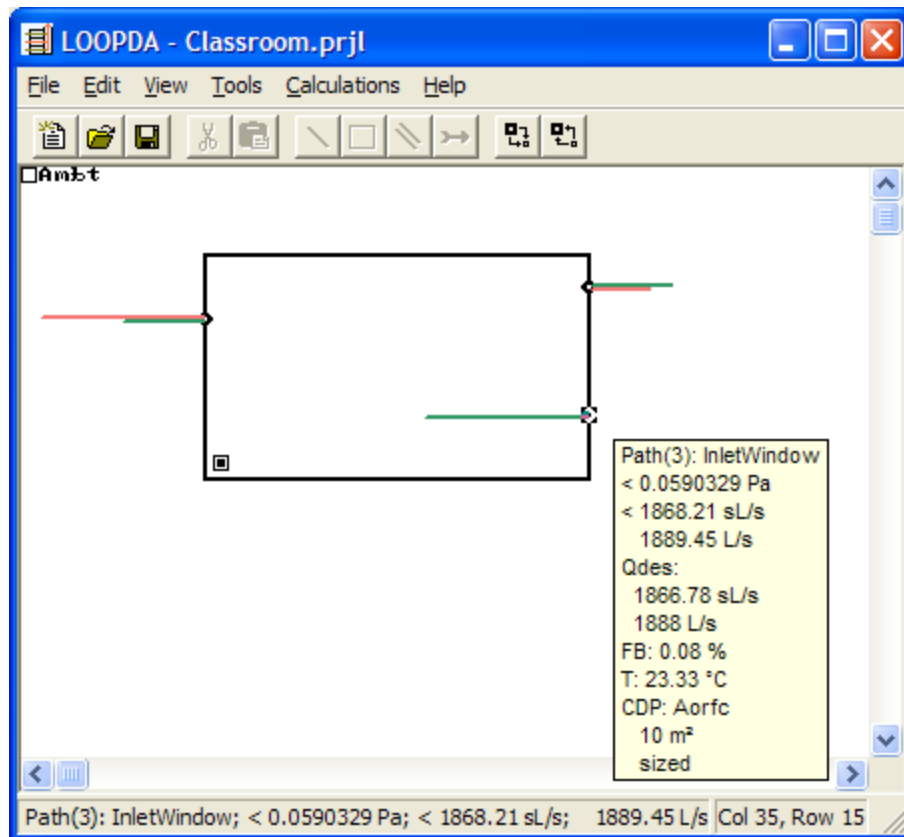 LOOPDA - Classroom.prjl
File Edit View Tools Calculations Help
Ambt
Path(3): InletWindow
< 0.0590329 Pa
< 1868.21 sL/s
1889.45 L/s
Qdes:
1866.78 sL/s
1888 L/s
FB: 0.08 %
T: 23.33 °C
CDP: Aorfc
10 m²
sized
Path(3): InletWindow; < 0.0590329 Pa; < 1868.21 sL/s; 1889.45 L/s Col 35, Row 15